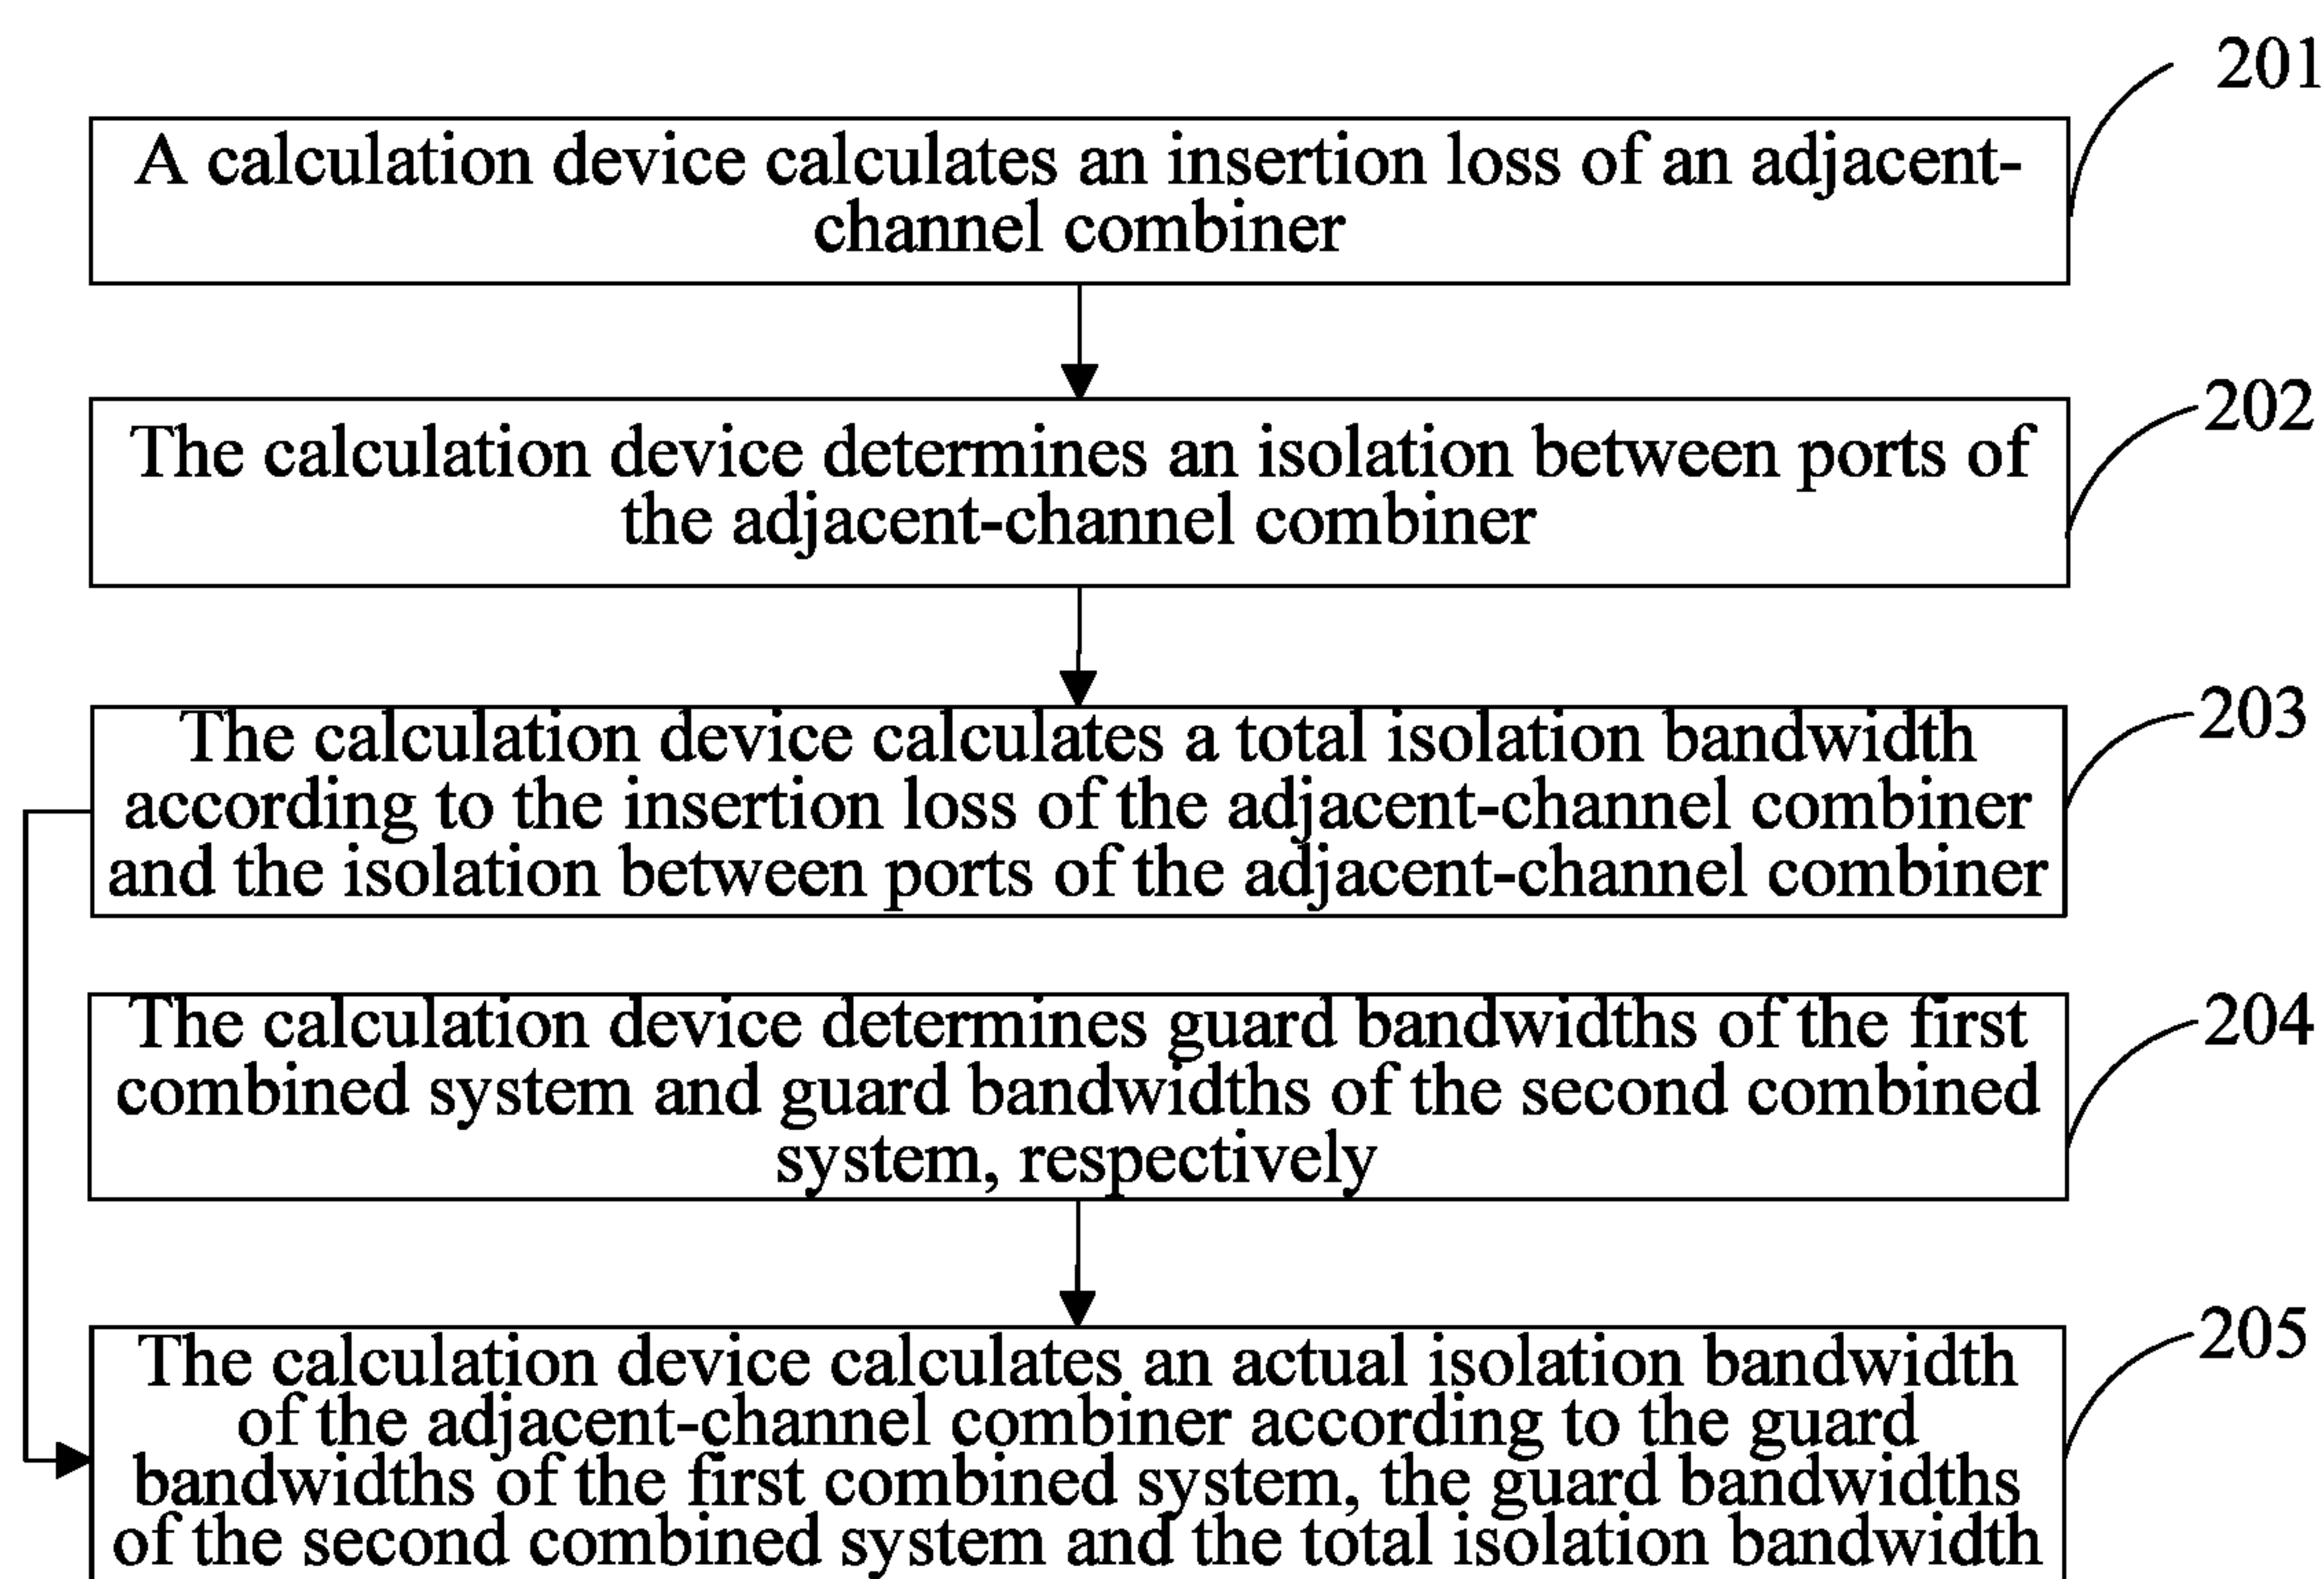 201
A calculation device calculates an insertion loss of an adjacent-
channel combiner
202
The calculation device determines an isolation between ports of
the adjacent-channel combiner
203
The calculation device calculates a total isolation bandwidth
according to the insertion loss of the adjacent-channel combiner
and the isolation between ports of the adjacent-channel combiner
204
The calculation device determines guard bandwidths of the first
combined system and guard bandwidths of the second combined
system, respectively
205
The calculation device calculates an actual isolation bandwidth
of the adjacent-channel combiner according to the guard
bandwidths of the first combined system, the guard bandwidths
of the second combined system and the total isolation bandwidth